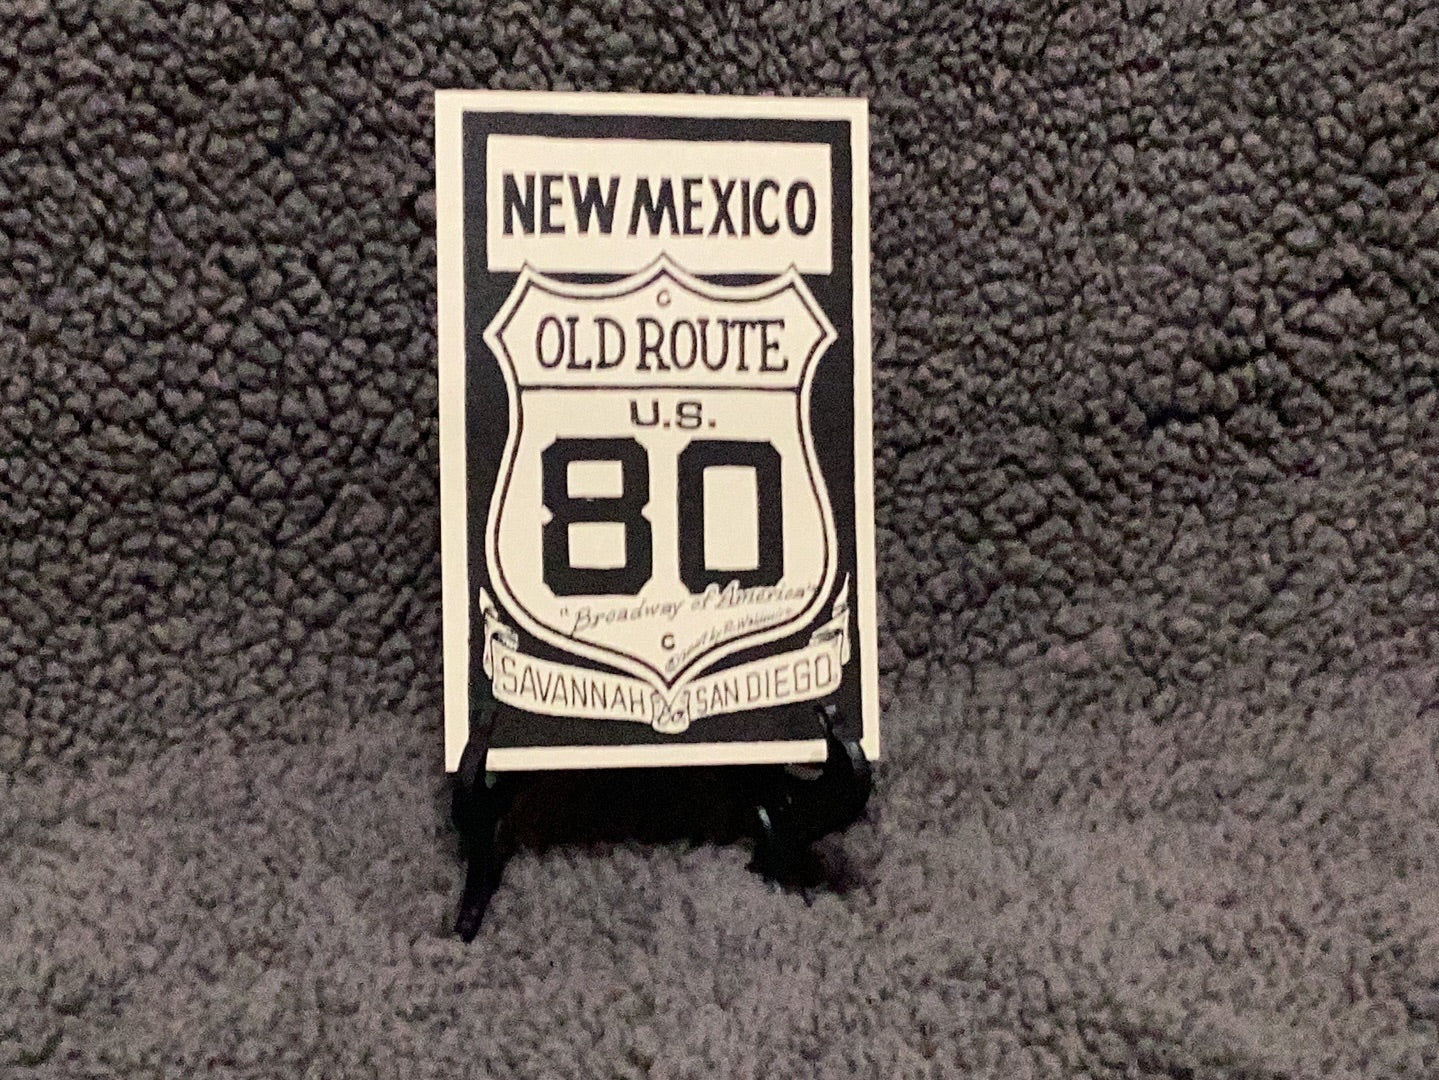 NEW MEXICO
C
OLD ROUTE
U.S.
80
"Broadway of America"
C
SAVANNAH
SAN DIEGO